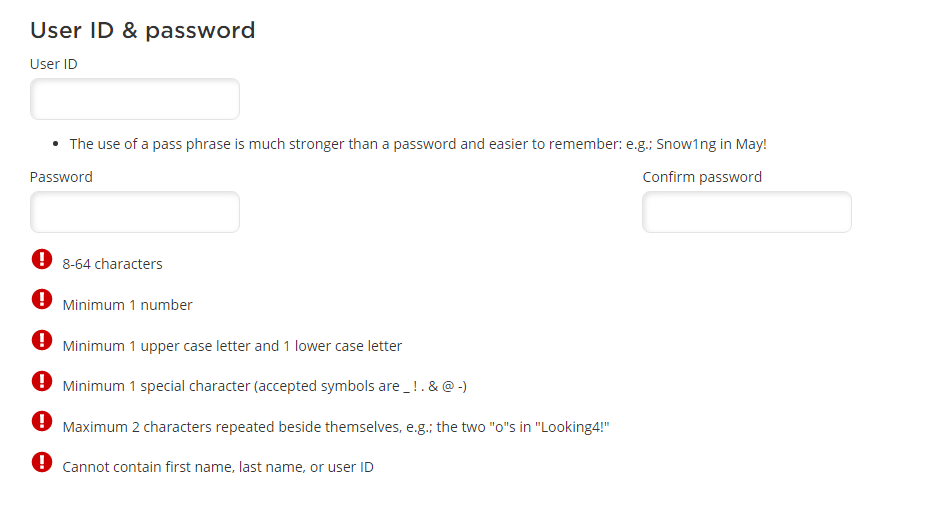 User ID & password
User ID
• The use of a pass phrase is much stronger than a password and easier to remember: e.g.; Snow1ng in May!
Password
Confirm password
8-64 characters
Minimum 1 number
Minimum 1 upper case letter and 1 lower case letter
Minimum 1 special character (accepted symbols are _ ! . & @ -)
Maximum 2 characters repeated beside themselves, e.g.; the two "o"s in "Looking4!"
Cannot contain first name, last name, or user ID